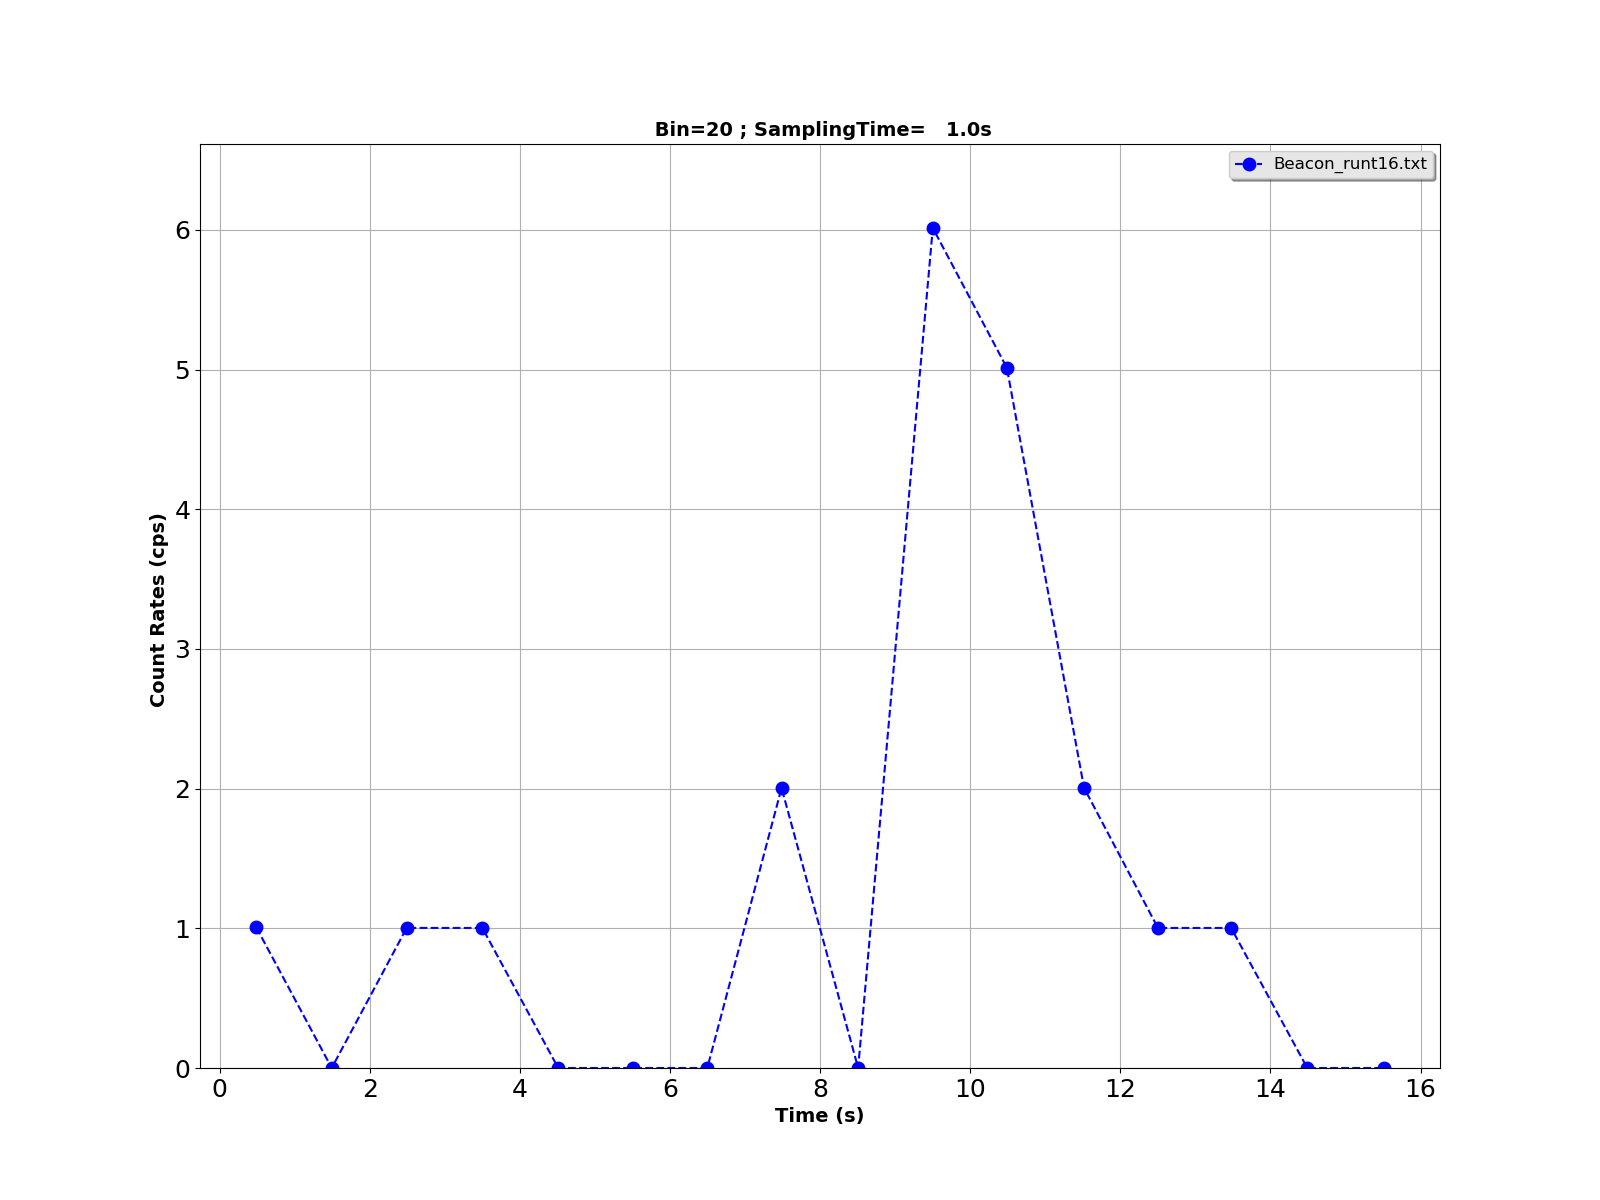 Bin=20 ; SamplingTime=   1.0s
Beacon_runt16.txt
6
5
4
3
2
1
0
Count Rates (cps)
0 2 4 6 8 10 12 14 16
Time (s)